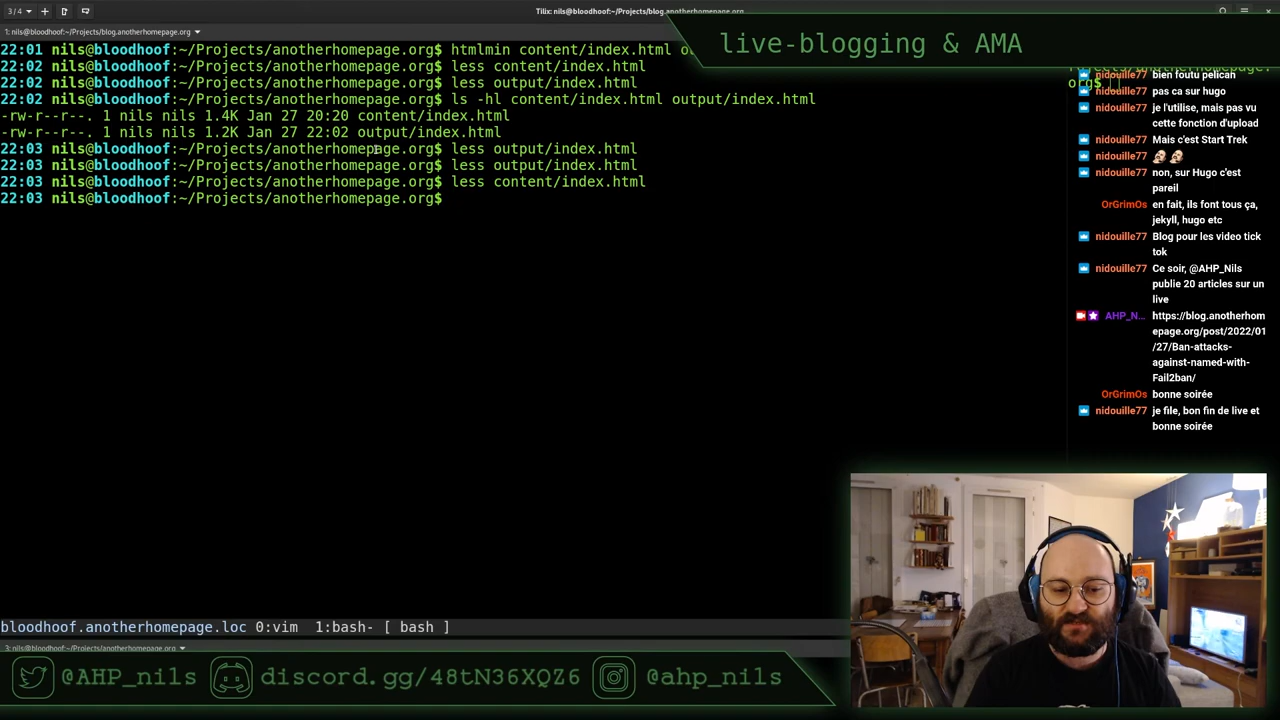 3/4
Tilix: nils@bloodhoof:~/Projects/blog.anotherhomepage.org
1: nils@bloodhoof:~/Projects/blog.anotherhomepage.org
live-blogging & AMA
22:01 nils@bloodhoof:~/Projects/anotherhomepage.org$ htmlmin content/index.html
22:02 nils@bloodhoof:~/Projects/anotherhomepage.org$ less content/index.html
22:02 nils@bloodhoof:~/Projects/anotherhomepage.org$ less output/index.html
22:02 nils@bloodhoof:~/Projects/anotherhomepage.org$ ls -hl content/index.html output/index.html
-rw-r--r--. 1 nils nils 1.4K Jan 27 20:20 content/index.html
-rw-r--r--. 1 nils nils 1.2K Jan 27 22:02 output/index.html
22:03 nils@bloodhoof:~/Projects/anotherhomepage.org$ less output/index.html
22:03 nils@bloodhoof:~/Projects/anotherhomepage.org$ less output/index.html
22:03 nils@bloodhoof:~/Projects/anotherhomepage.org$ less content/index.html
22:03 nils@bloodhoof:~/Projects/anotherhomepage.org$
org$
nidouille77 bien foutu pelican
nidouille77 pas ca sur hugo
nidouille77 je l'utilise, mais pas vu
cette fonction d'upload
nidouille77 Mais c'est Start Trek
nidouille77
nidouille77 non, sur Hugo c'est
pareil
OrGrimOs en fait, ils font tous ça,
jekyll, hugo etc
nidouille77 Blog pour les video tick
tok
nidouille77 Ce soir, @AHP_Nils
publie 20 articles sur un
live
AHP_N... https://blog.anotherhom
epage.org/post/2022/01
/27/Ban-attacks-
against-named-with-
Fail2ban/
OrGrimOs bonne soirée
nidouille77 je file, bon fin de live et
bonne soirée
bloodhoof.anotherhomepage.loc 0:vim 1:bash- [ bash ]
3: nils@bloodhoof:~/Projects/anotherhomepage.org
@AHP_nils discord.gg/48tN36XQZ6 @ahp_nils